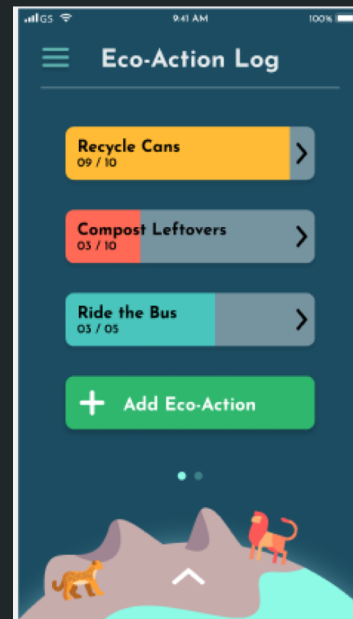 GS 9:41 AM 100%
Eco-Action Log
Recycle Cans
09 / 10
Compost Leftovers
03 / 10
Ride the Bus
03 / 05
Add Eco-Action